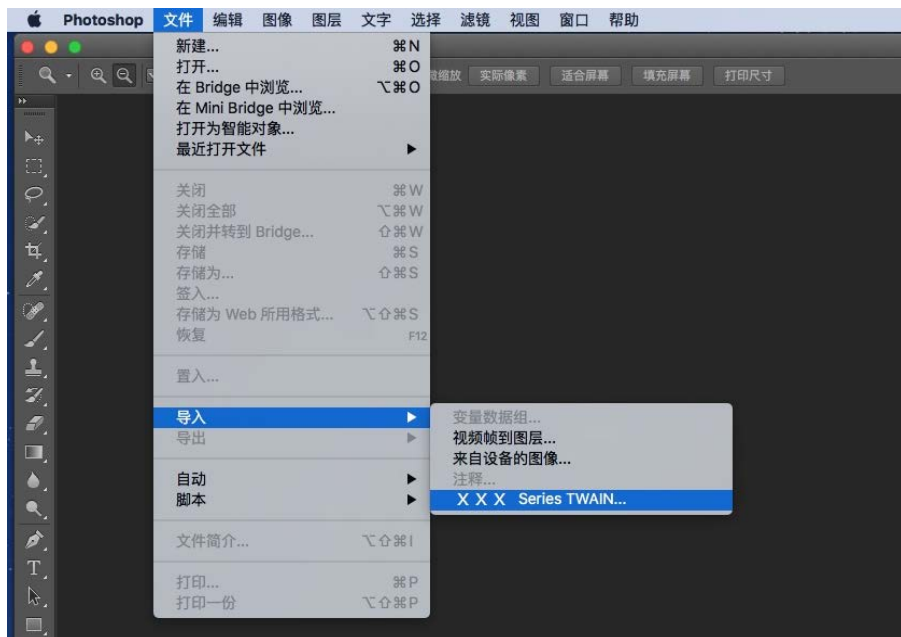 Photoshop 文件 编辑 图像 图层 文字 选择 滤镜 视图 窗口 帮助
缩放 实际像素 适合屏幕 填充屏幕 打印尺寸
新建... ⌘N
打开... ⌘O
在 Bridge 中浏览... ⌥⌘O
在 Mini Bridge 中浏览...
打开为智能对象...
最近打开文件 ▶
关闭 ⌘W
关闭全部 ⌥⌘W
关闭并转到 Bridge... ⇧⌘W
存储 ⌘S
存储为... ⇧⌘S
签入...
存储为 Web 所用格式... ⌥⇧⌘S
恢复 F12
置入...
导入 ▶
导出 ▶
变量数据组...
视频帧到图层...
来自设备的图像...
注释...
X X X Series TWAIN...
自动 ▶
脚本 ▶
文件简介... ⌥⇧⌘I
打印... ⌘P
打印一份 ⌥⇧⌘P